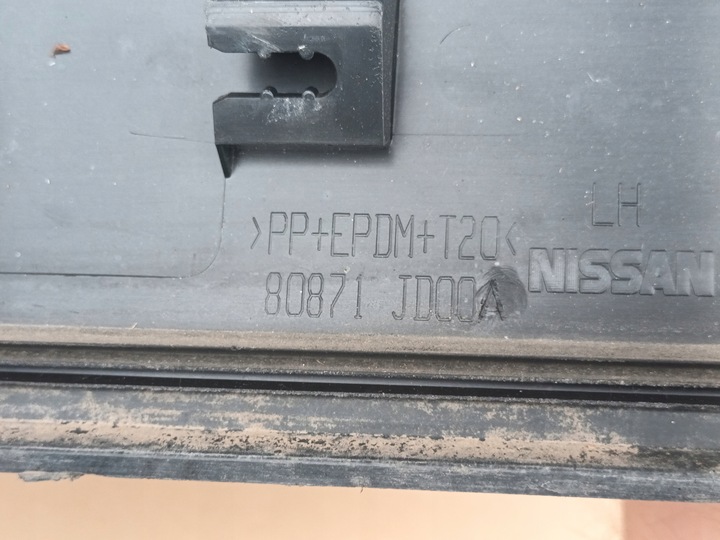 >PP+EPDM+T20<
LH
80871 JD00A
NISSAN